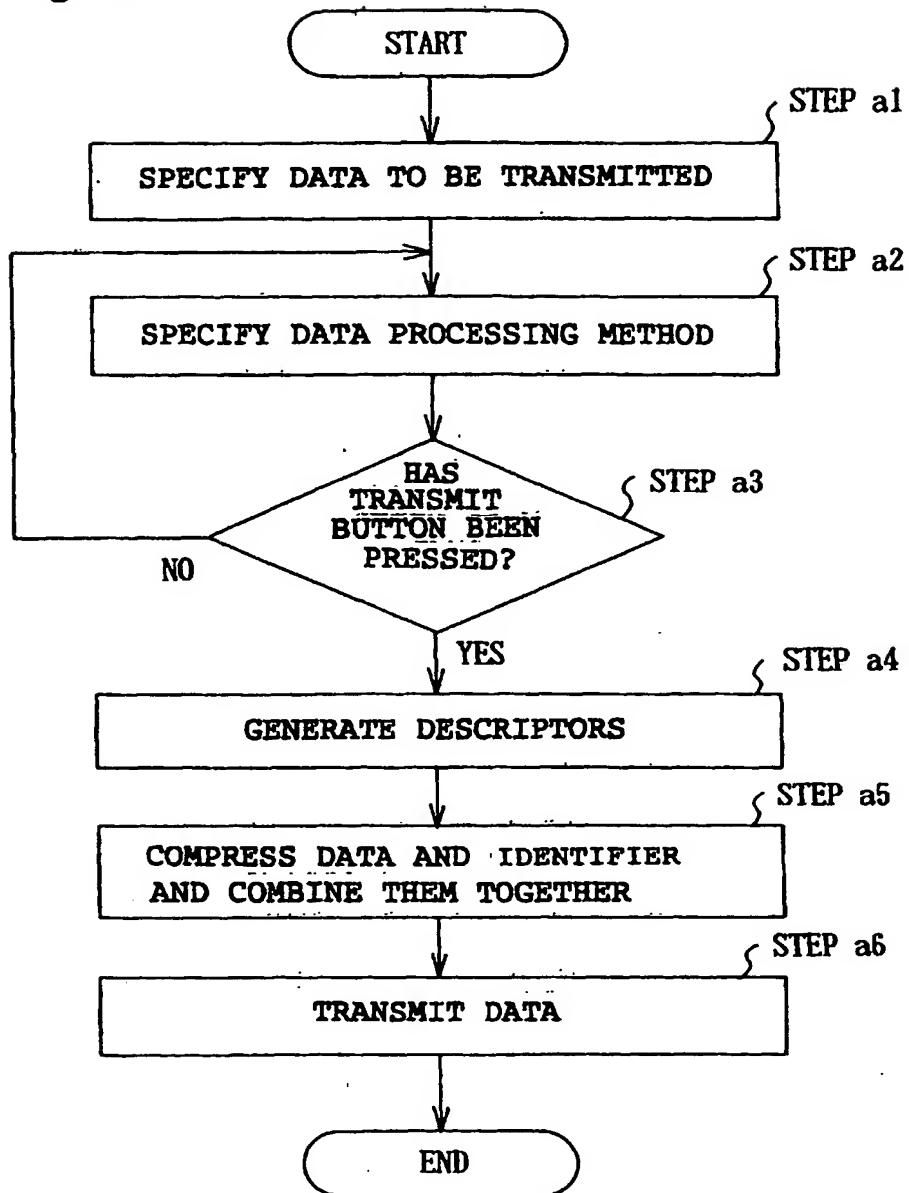 START
STEP a1
SPECIFY DATA TO BE TRANSMITTED
STEP a2
SPECIFY DATA PROCESSING METHOD
HAS
TRANSMIT
BUTTON BEEN
PRESSED?
STEP a3
NO
YES
STEP a4
GENERATE DESCRIPTORS
STEP a5
COMPRESS DATA AND IDENTIFIER
AND COMBINE THEM TOGETHER
STEP a6
TRANSMIT DATA
END